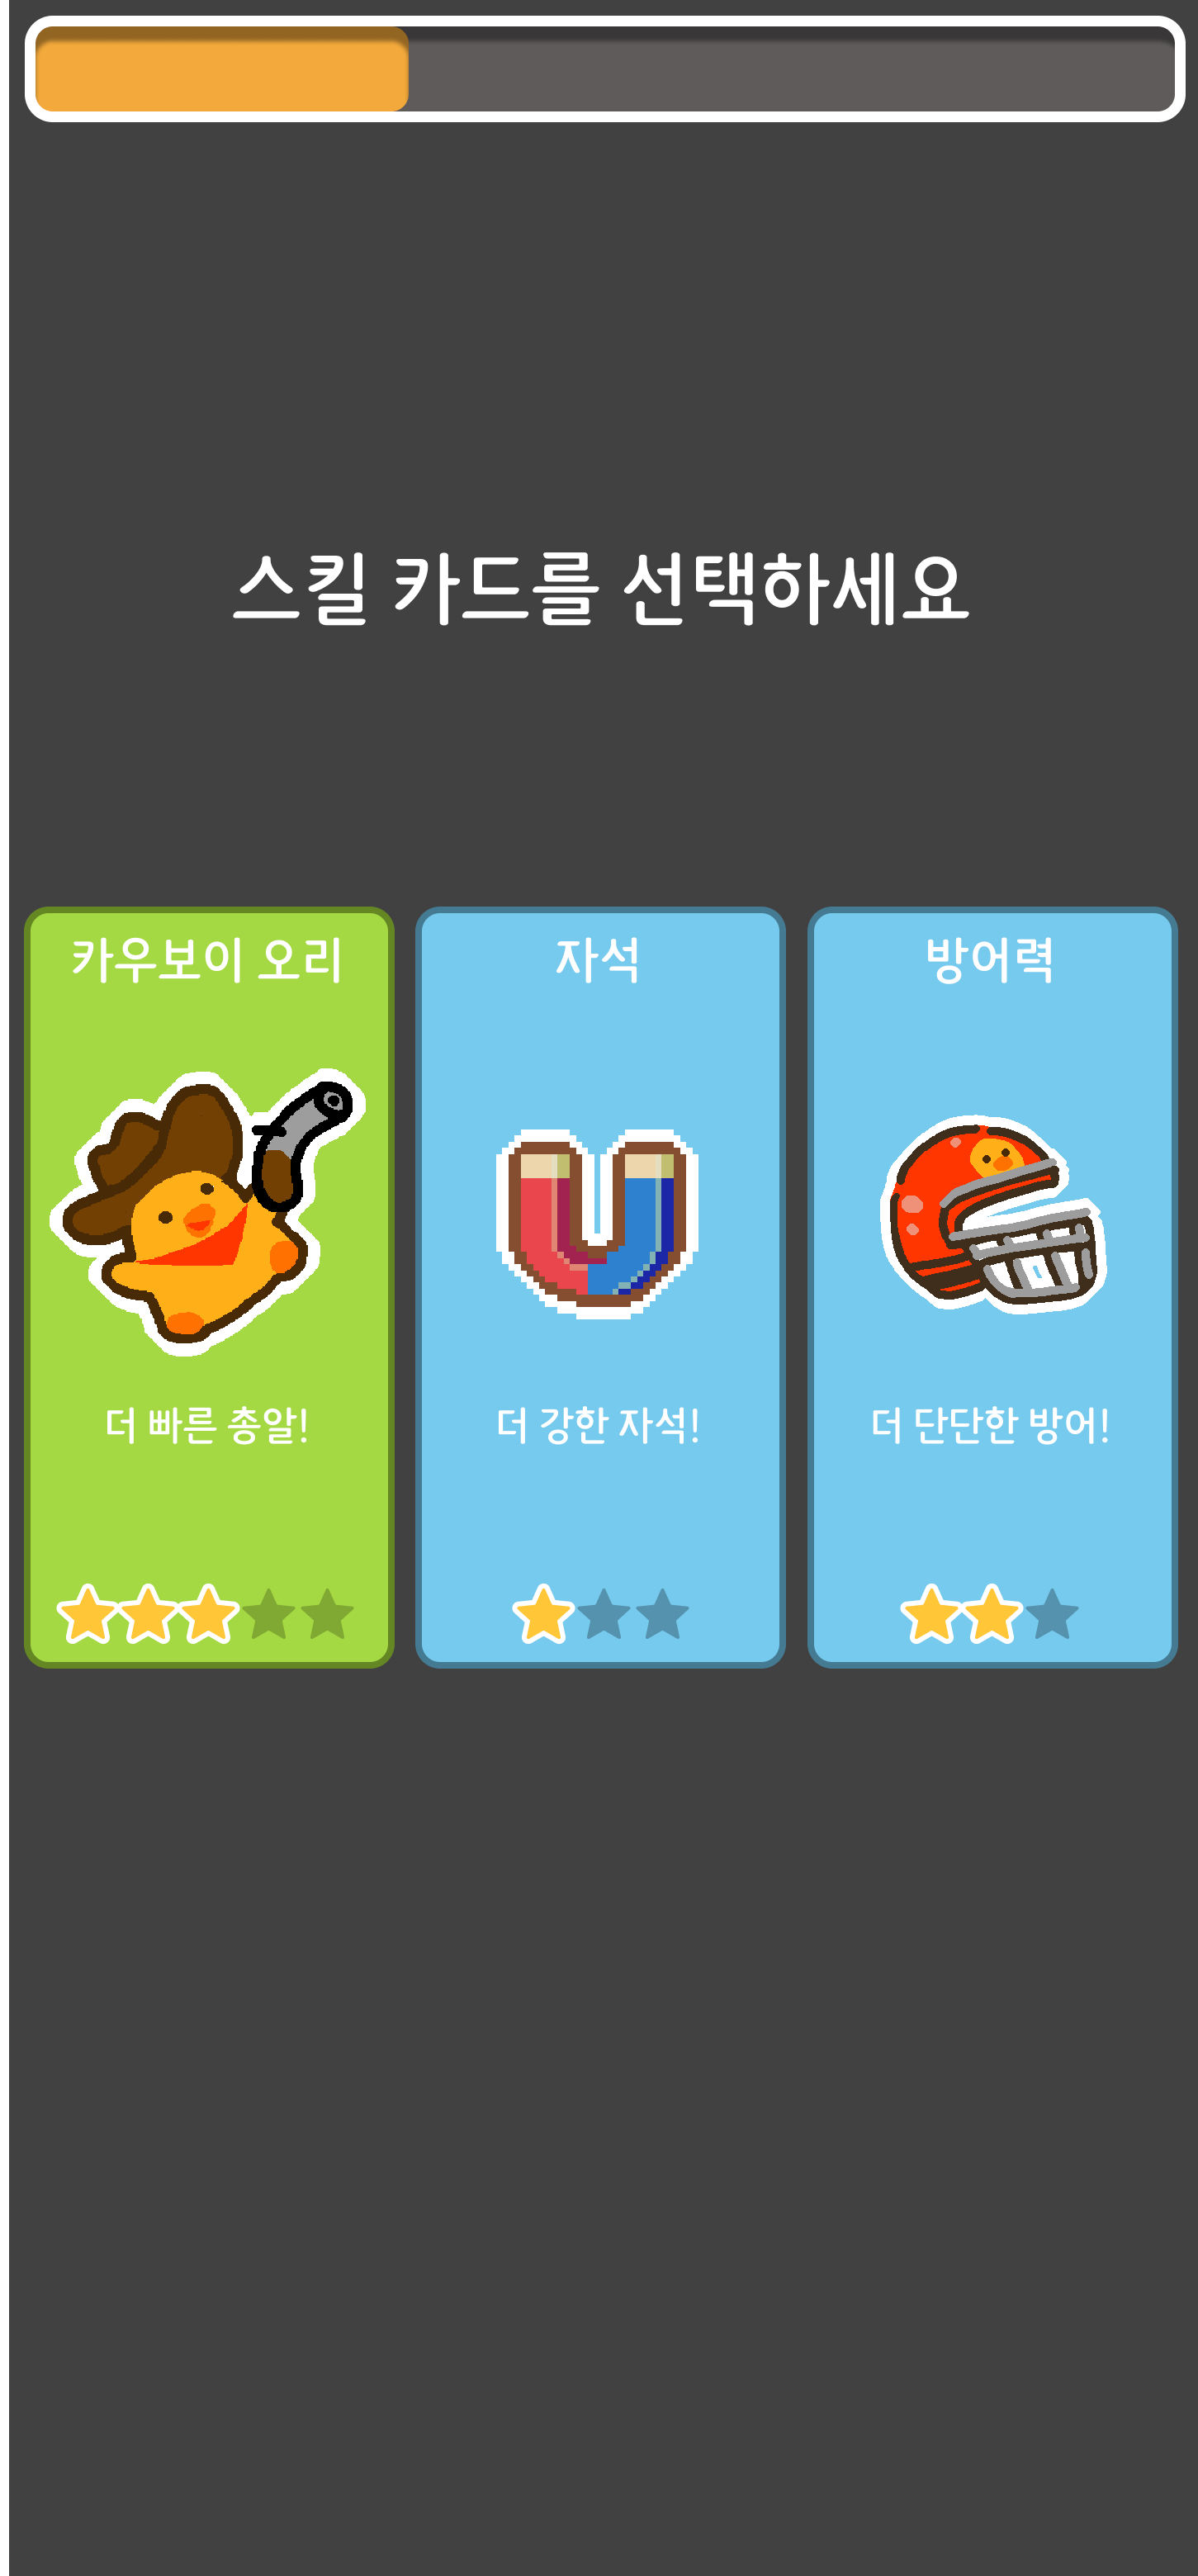 스킬 카드를 선택하세요
카우보이 오리
자석
방어력
더 빠른 총알!
더 강한 자석!
더 단단한 방어!